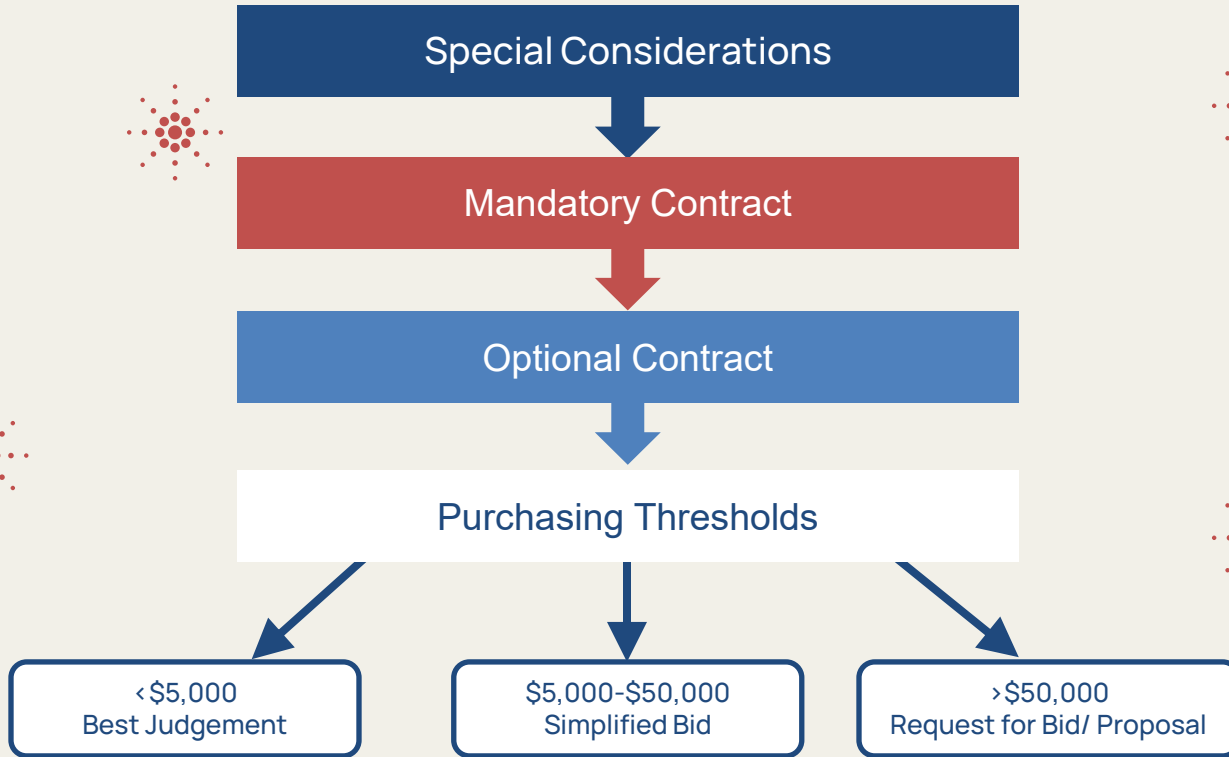 Special Considerations
Mandatory Contract
Optional Contract
Purchasing Thresholds
<$5,000
Best Judgement
$5,000-$50,000
Simplified Bid
>$50,000
Request for Bid/ Proposal